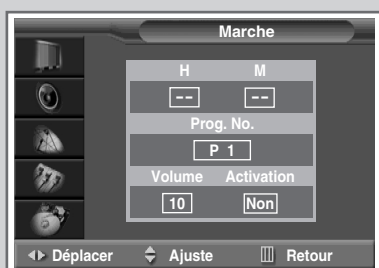 Marche
H M
-- --
Prog. No.
P 1
Volume Activation
10 Non
Déplacer Ajuste Retour